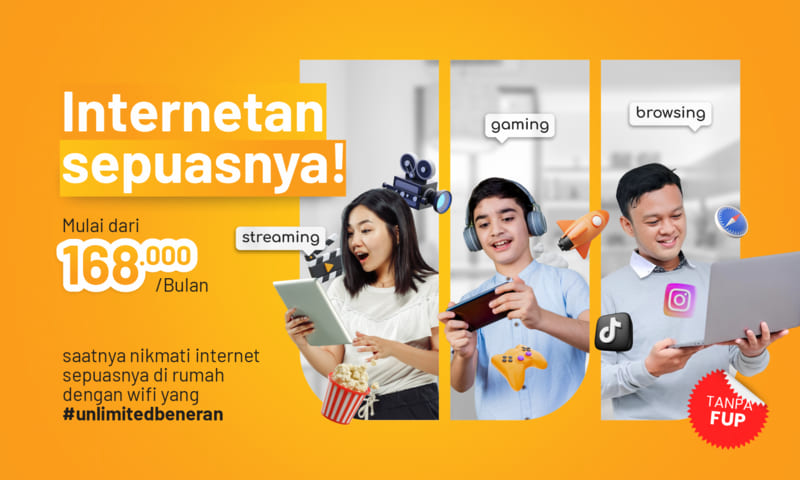 Internetan
sepuasnya!
Mulai dari
168.000
/Bulan
streaming
gaming
browsing
saatnya nikmati internet
sepuasnya di rumah
dengan wifi yang
#unlimitedbeneran
TANPA
FUP